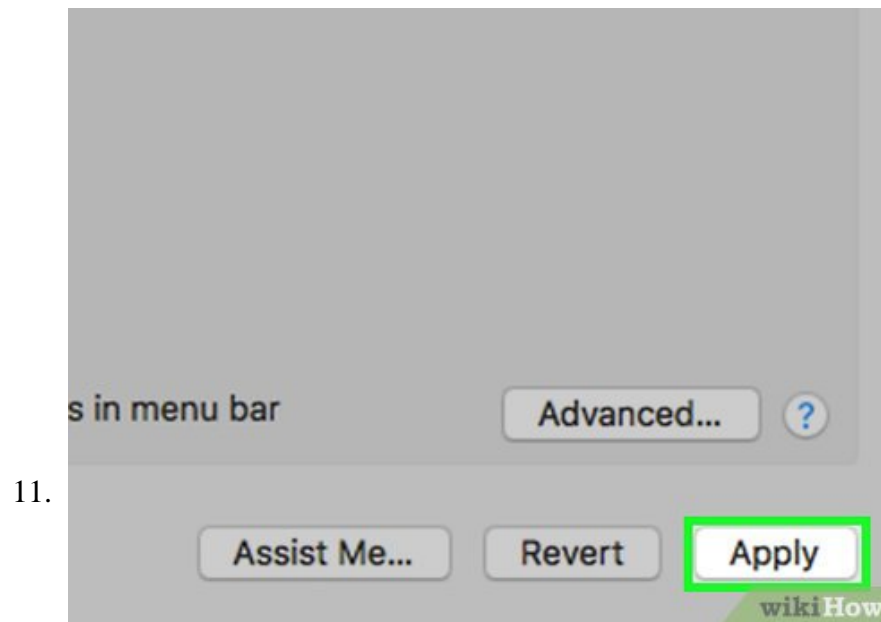 s in menu bar
Advanced...
?
11.
Assist Me...
Revert
Apply
wikiHow